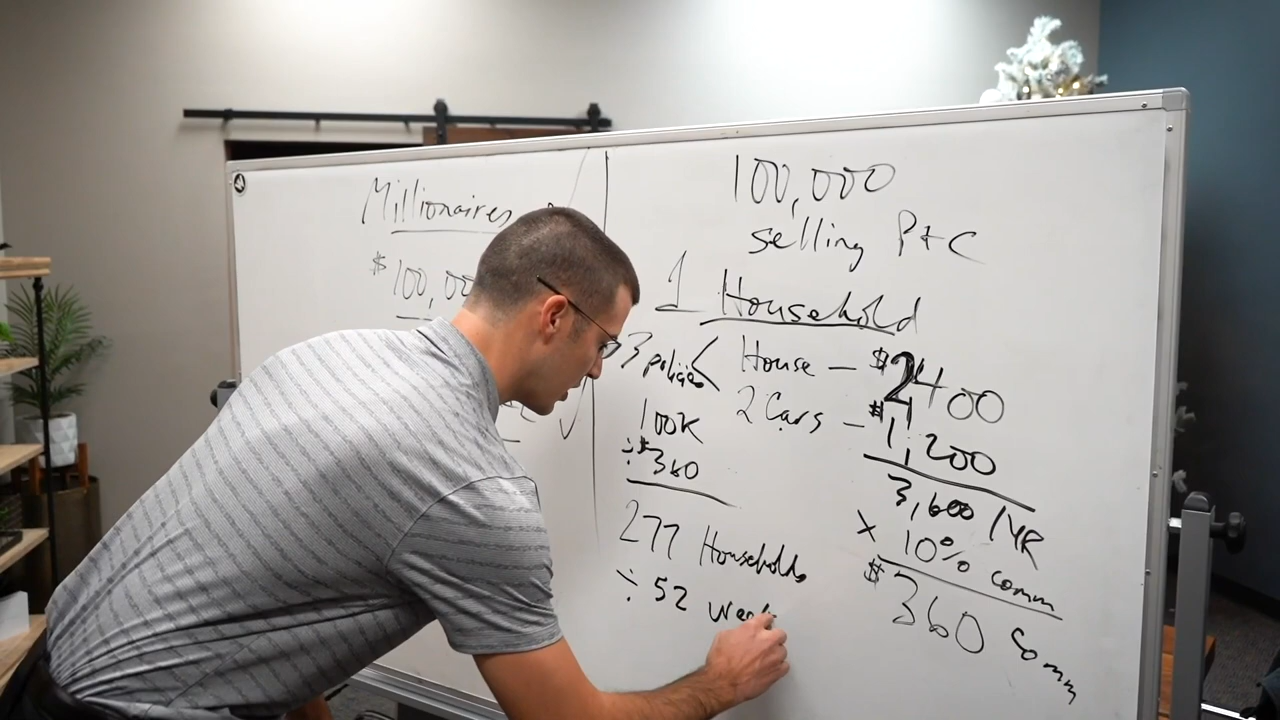 Millionaires
$100,00
100,000
selling P+C
1 Household
3 policies < House – $2400
2 Cars – $1,200
3,600 /YR
x 10% comm
$360 Comm
100K
÷ $360
277 Households
÷ 52 week